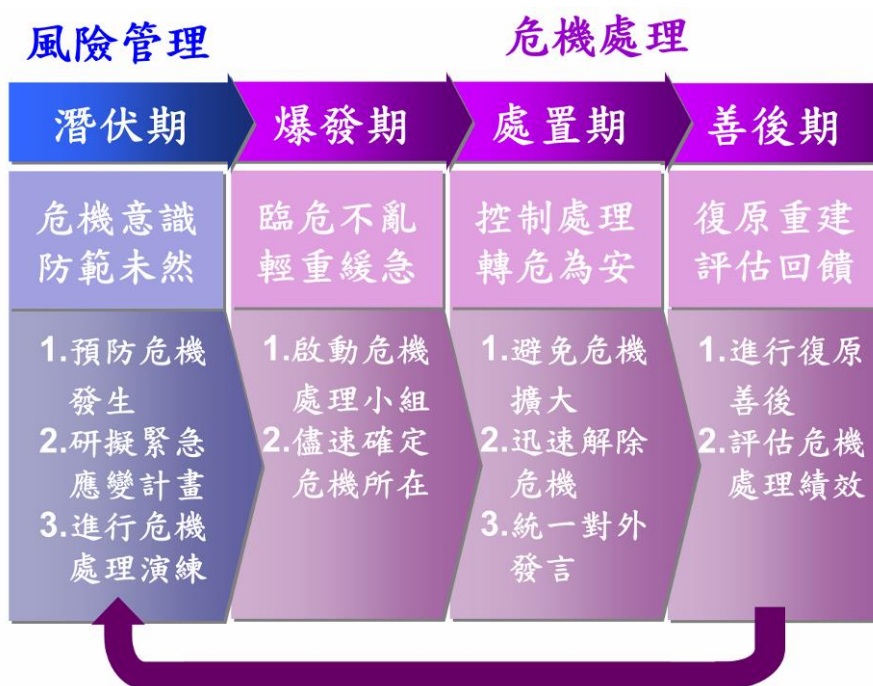 風險管理
危機處理
潛伏期
爆發期
處置期
善後期
危機意識
防範未然
臨危不亂
輕重緩急
控制處理
轉危為安
復原重建
評估回饋
1.預防危機
發生
2.研擬緊急
應變計畫
3.進行危機
處理演練
1.啟動危機
處理小組
2.儘速確定
危機所在
1.避免危機
擴大
2.迅速解除
危機
3.統一對外
發言
1.進行復原
善後
2.評估危機
處理績效